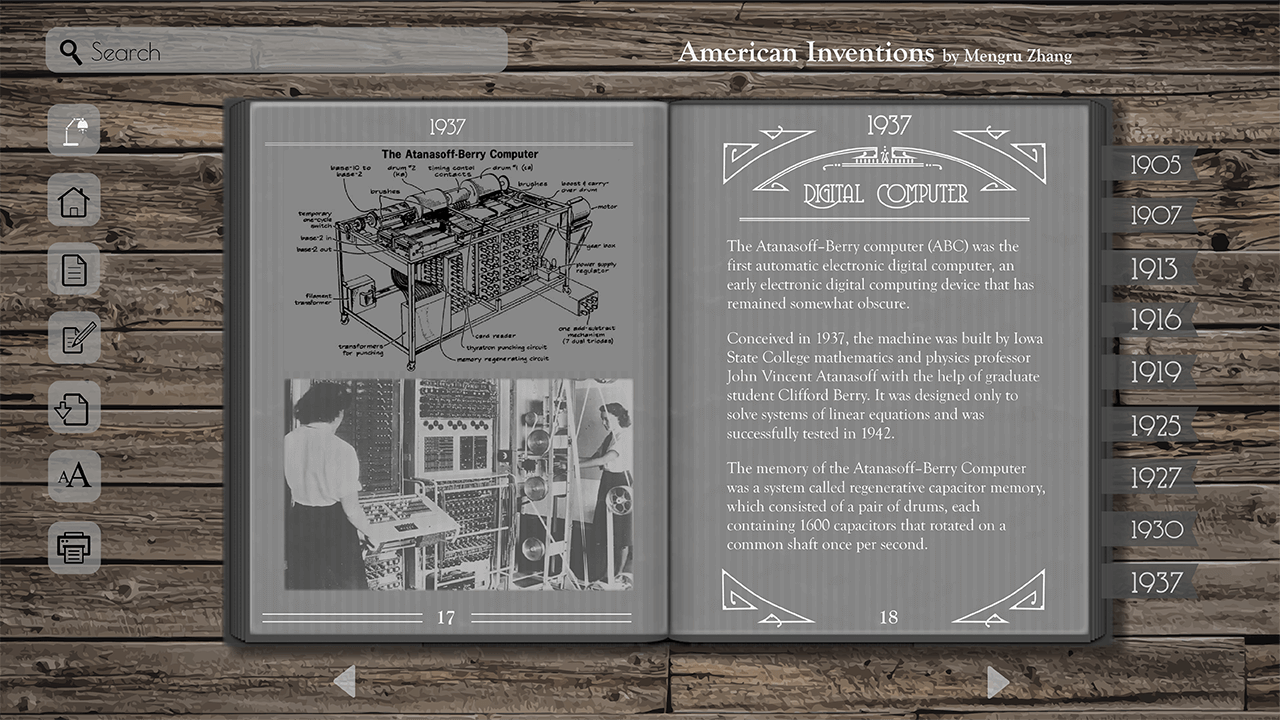 Search
American Inventions by Mengru Zhang
1937
The Atanasoff-Berry Computer
base-10 to
base-2
drum #2
(ka)
timing contol
contacts
drum #1 (ca)
brushes
brushes
boost & carry-
over drum
motor
temporary
one-cycle
switch
base-2 in
base-2 out
gear box
power supply
regulator
filament
transformer
card reader
one add-subtract
mechanism
(7 dual triodes)
transformers
for punching
thyratron punching circuit
memory regenerating circuit
17
1937
DIGITAL COMPUTER
The Atanasoff–Berry computer (ABC) was the
first automatic electronic digital computer, an
early electronic digital computing device that has
remained somewhat obscure.
Conceived in 1937, the machine was built by Iowa
State College mathematics and physics professor
John Vincent Atanasoff with the help of graduate
student Clifford Berry. It was designed only to
solve systems of linear equations and was
successfully tested in 1942.
The memory of the Atanasoff–Berry Computer
was a system called regenerative capacitor memory,
which consisted of a pair of drums, each
containing 1600 capacitors that rotated on a
common shaft once per second.
18
1905
1907
1913
1916
1919
1925
1927
1930
1937
AA